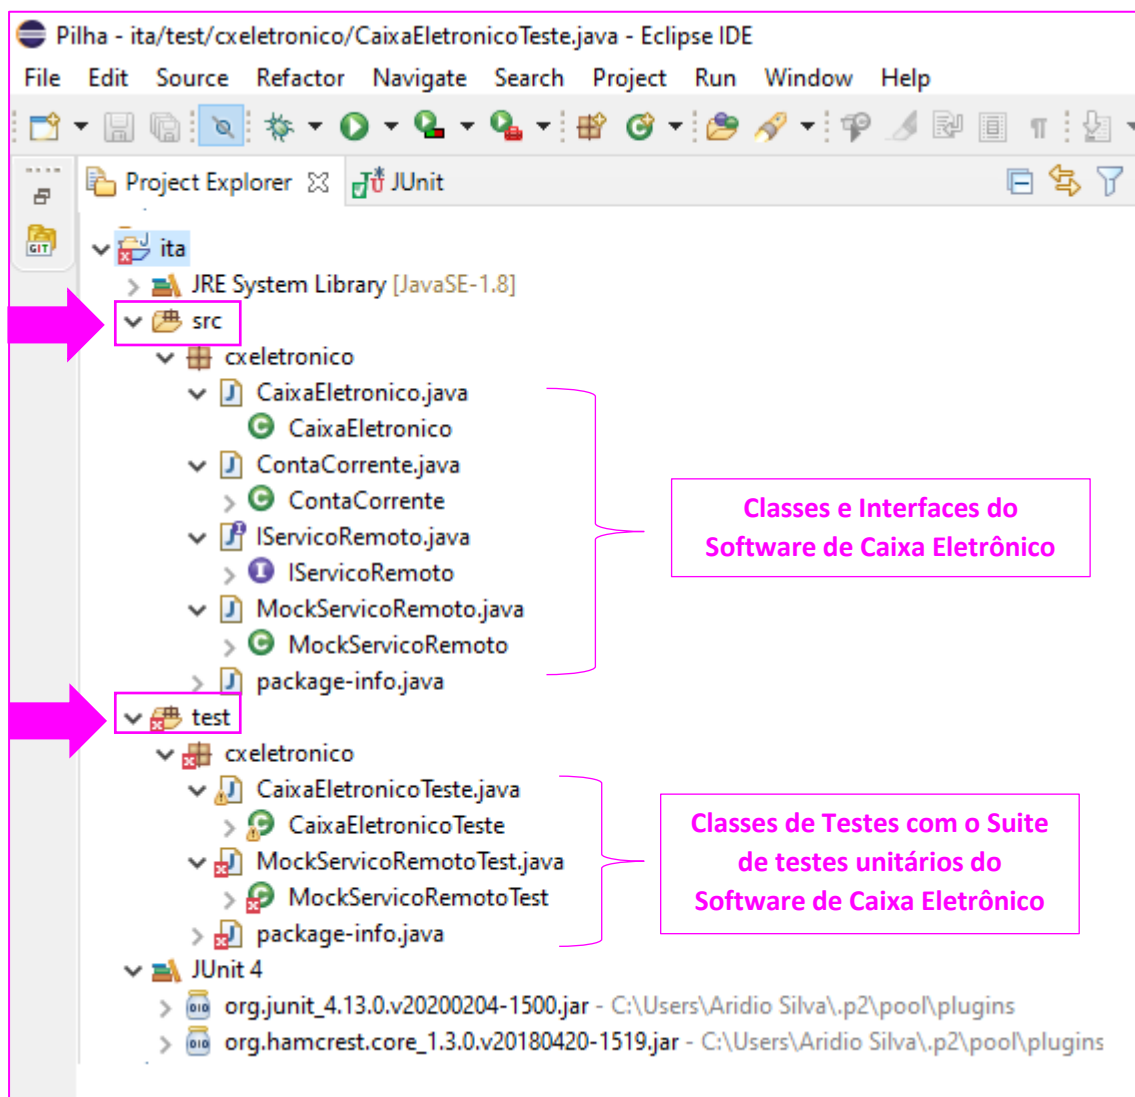 Pilha - ita/test/cxeletronico/CaixaEletronicoTeste.java - Eclipse IDE
File Edit Source Refactor Navigate Search Project Run Window Help
Project Explorer JUnit
GIT
ita
JRE System Library [JavaSE-1.8]
src
cxeletronico
CaixaEletronico.java
CaixaEletronico
ContaCorrente.java
ContaCorrente
IServicoRemoto.java
IServicoRemoto
MockServicoRemoto.java
MockServicoRemoto
package-info.java
Classes e Interfaces do
Software de Caixa Eletrônico
test
cxeletronico
CaixaEletronicoTeste.java
CaixaEletronicoTeste
MockServicoRemotoTest.java
MockServicoRemotoTest
package-info.java
Classes de Testes com o Suite
de testes unitários do
Software de Caixa Eletrônico
JUnit 4
org.junit_4.13.0.v20200204-1500.jar - C:\Users\Aridio Silva\.p2\pool\plugins
org.hamcrest.core_1.3.0.v20180420-1519.jar - C:\Users\Aridio Silva\.p2\pool\plugins